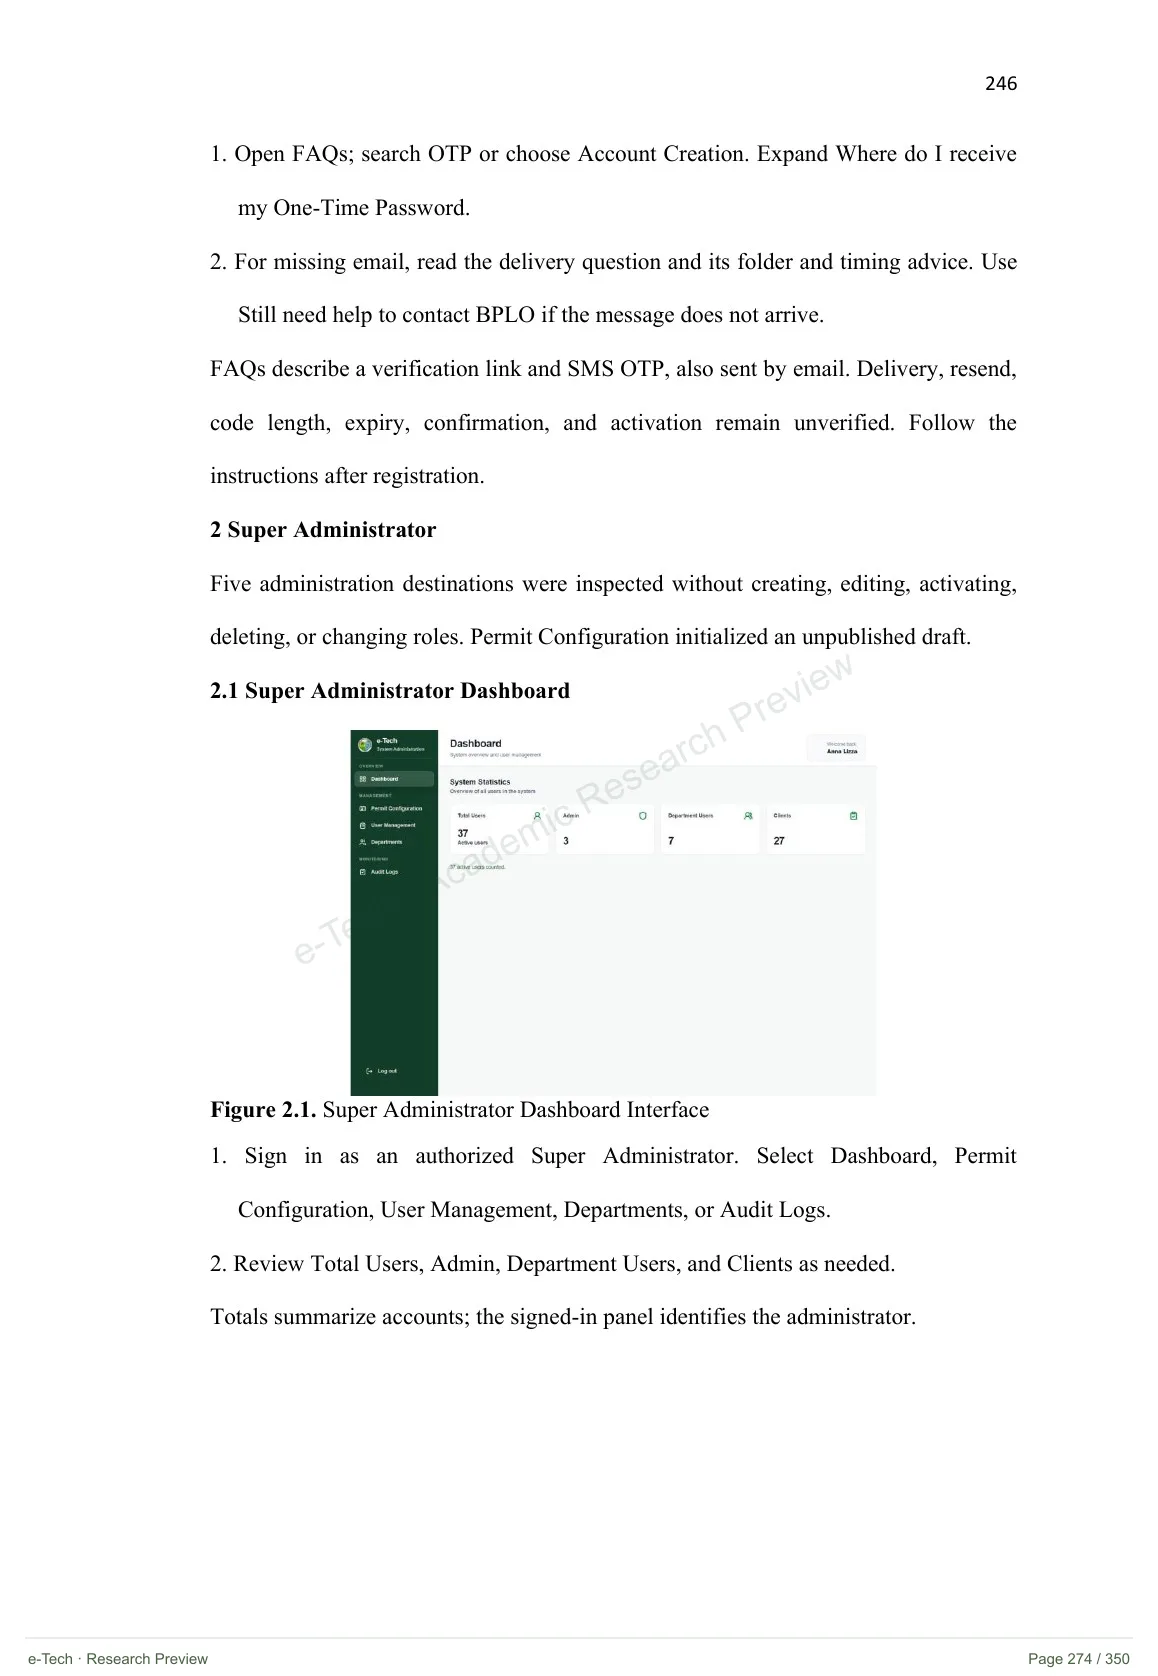 246
1. Open FAQs; search OTP or choose Account Creation. Expand Where do I receive
my One-Time Password.
2. For missing email, read the delivery question and its folder and timing advice. Use
Still need help to contact BPLO if the message does not arrive.
FAQs describe a verification link and SMS OTP, also sent by email. Delivery, resend,
code length, expiry, confirmation, and activation remain unverified. Follow the
instructions after registration.
2 Super Administrator
Five administration destinations were inspected without creating, editing, activating,
deleting, or changing roles. Permit Configuration initialized an unpublished draft.
2.1 Super Administrator Dashboard
e-Tech
System Administration
OVERVIEW
Dashboard
MANAGEMENT
Permit Configuration
User Management
Departments
MONITORING
Audit Logs
Log out
Dashboard
System overview and user management
Welcome back
Anna Lizza
System Statistics
Overview of all users in the system
Total Users
37
Active users
Admin
3
Department Users
7
Clients
27
37 active users counted.
e-Te Academic Research Preview
Figure 2.1. Super Administrator Dashboard Interface
1. Sign in as an authorized Super Administrator. Select Dashboard, Permit
Configuration, User Management, Departments, or Audit Logs.
2. Review Total Users, Admin, Department Users, and Clients as needed.
Totals summarize accounts; the signed-in panel identifies the administrator.
e-Tech · Research Preview
Page 274 / 350